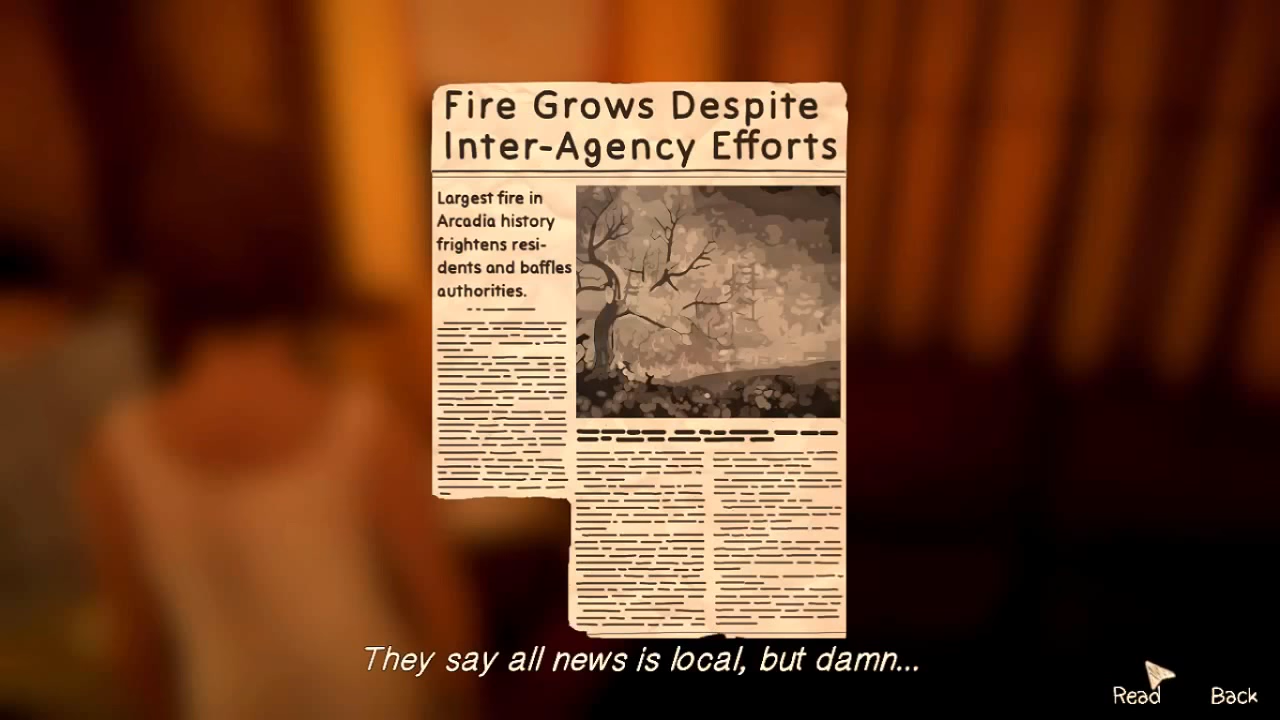 Fire Grows Despite
Inter-Agency Efforts
Largest fire in
Arcadia history
frightens resi-
dents and baffles
authorities.
They say all news is local, but damn...
Read
Back